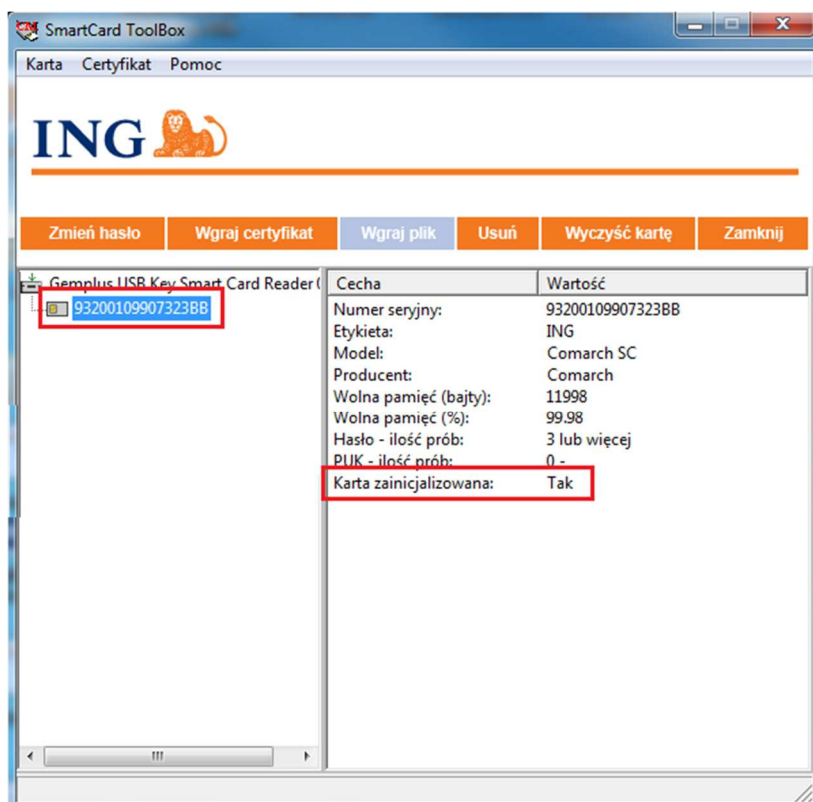 SmartCard ToolBox
Karta Certyfikat Pomoc
ING
Zmień hasło Wgraj certyfikat Wgraj plik Usuń Wyczyść kartę Zamknij
Gemplus USB Key Smart Card Reader (
93200109907323BB
Cecha Wartość
Numer seryjny: 93200109907323BB
Etykieta: ING
Model: Comarch SC
Producent: Comarch
Wolna pamięć (bajty): 11998
Wolna pamięć (%): 99.98
Hasło - ilość prób: 3 lub więcej
PUK - ilość prób: 0 -
Karta zainicjalizowana: Tak